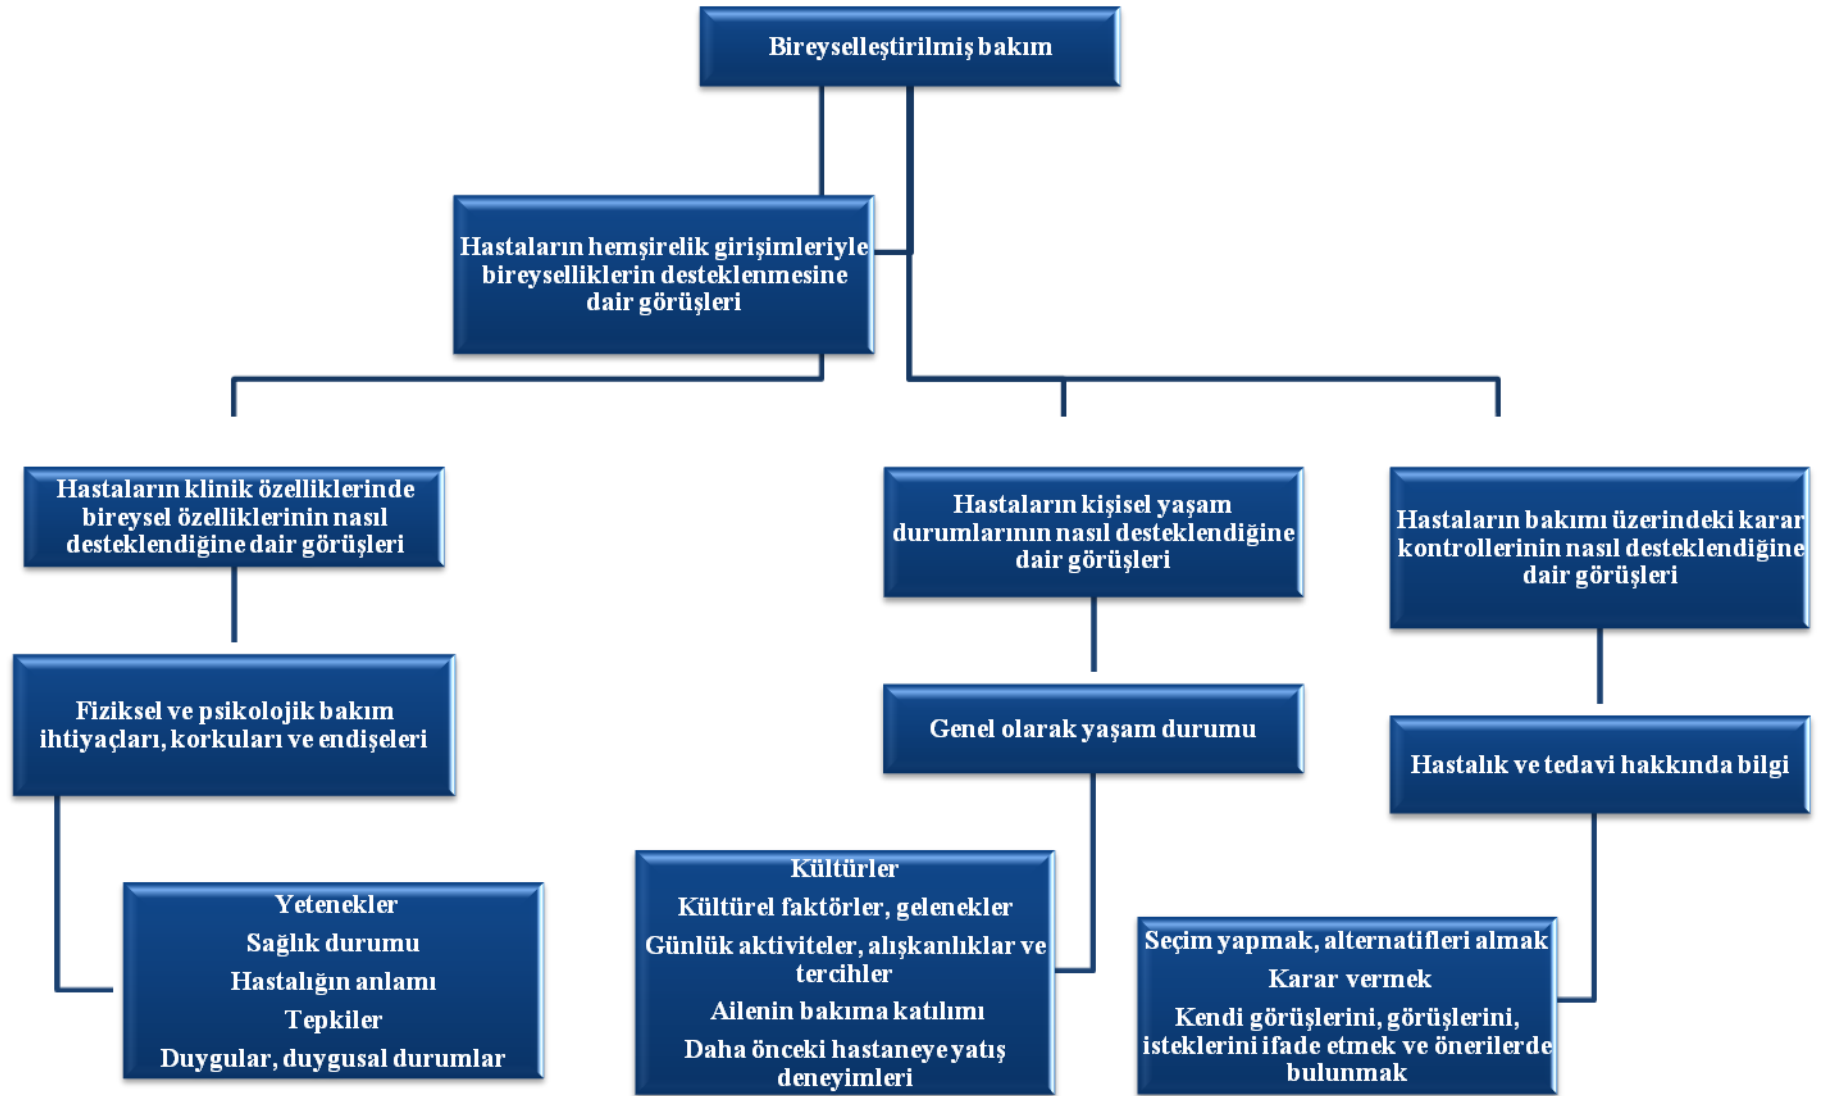 Bireyselleştirilmiş bakım
Hastaların hemşirelik girişimleriyle
bireyselliklerin desteklenmesine
dair görüşleri
Hastaların klinik özelliklerinde
bireysel özelliklerinin nasıl
desteklendiğine dair görüşleri
Hastaların kişisel yaşam
durumlarının nasıl desteklendiğine
dair görüşleri
Hastaların bakımı üzerindeki karar
kontrollerinin nasıl desteklendiğine
dair görüşleri
Fiziksel ve psikolojik bakım
ihtiyaçları, korkuları ve endişeleri
Genel olarak yaşam durumu
Hastalık ve tedavi hakkında bilgi
Yetenekler
Sağlık durumu
Hastalığın anlamı
Tepkiler
Duygular, duygusal durumlar
Kültürler
Kültürel faktörler, gelenekler
Günlük aktiviteler, alışkanlıklar ve
tercihler
Ailenin bakıma katılımı
Daha önceki hastaneye yatış
deneyimleri
Seçim yapmak, alternatifleri almak
Karar vermek
Kendi görüşlerini, görüşlerini,
isteklerini ifade etmek ve önerilerde
bulunmak